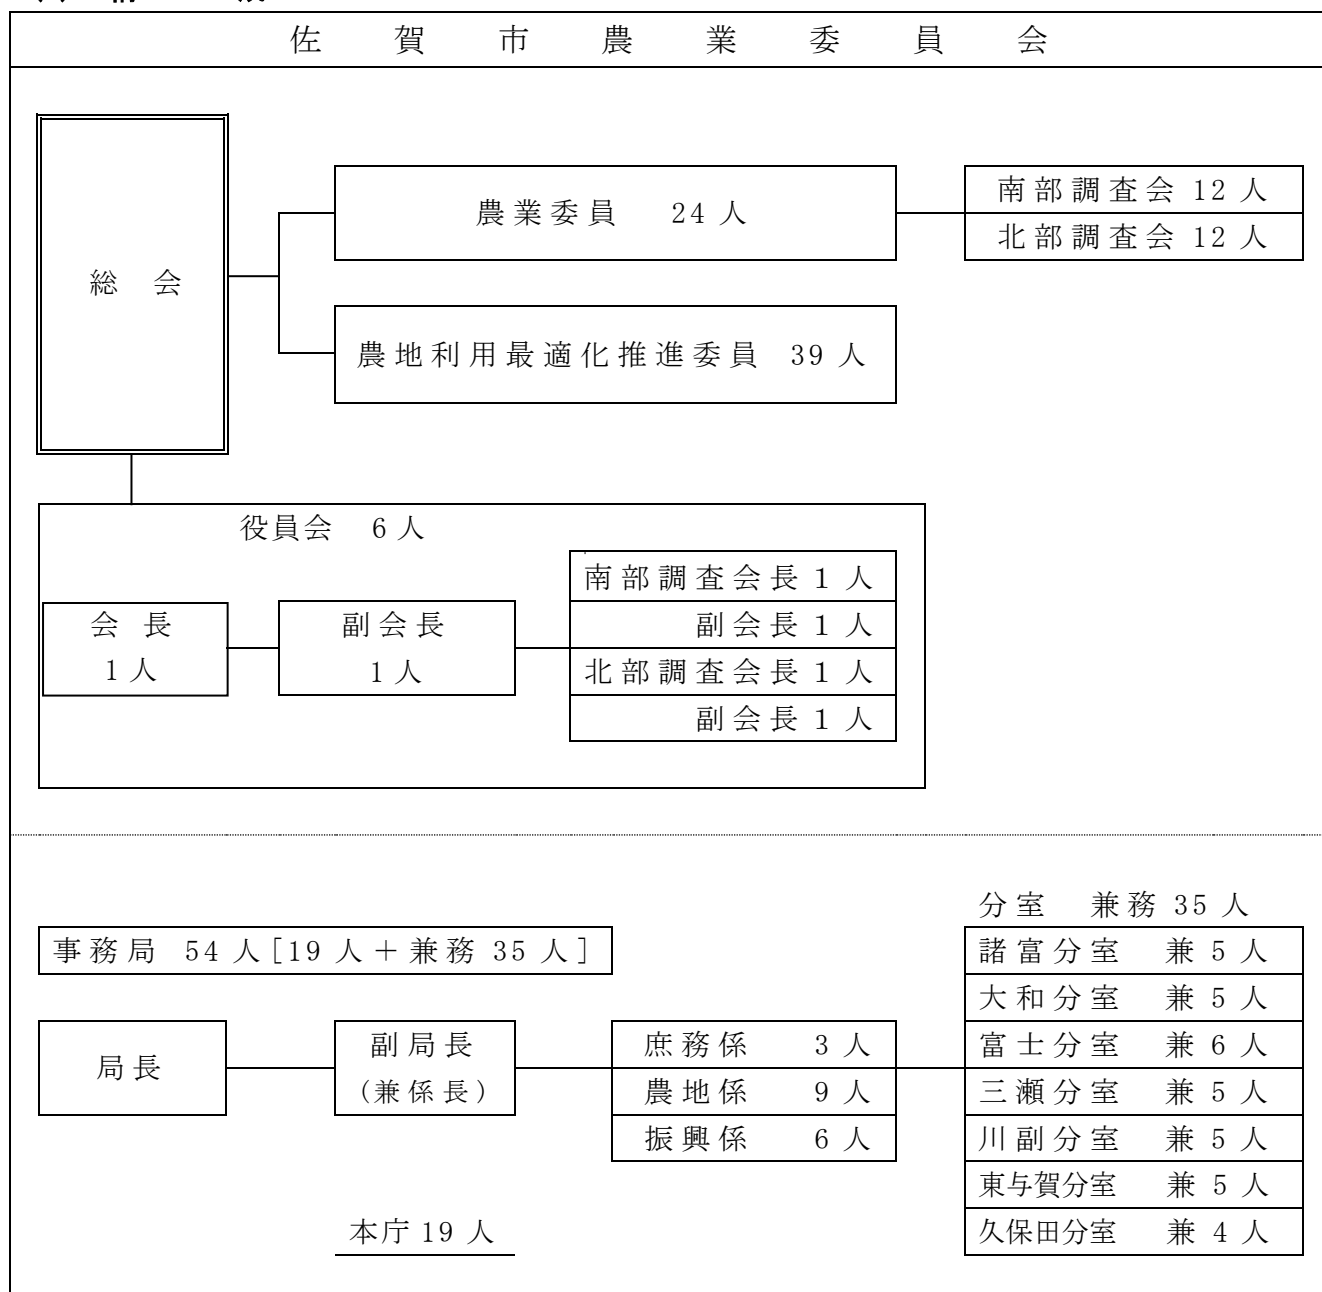 佐賀市農業委員会
総会
農業委員 24人
農地利用最適化推進委員 39人
南部調査会 12人
北部調査会 12人
役員会 6人
会長
1人
副会長
1人
南部調査会長 1人
副会長 1人
北部調査会長 1人
副会長 1人
事務局 54人[19人+兼務35人]
局長
副局長
(兼係長)
庶務係 3人
農地係 9人
振興係 6人
本庁19人
分室 兼務35人
諸富分室 兼5人
大和分室 兼5人
富士分室 兼6人
三瀬分室 兼5人
川副分室 兼5人
東与賀分室 兼5人
久保田分室 兼4人